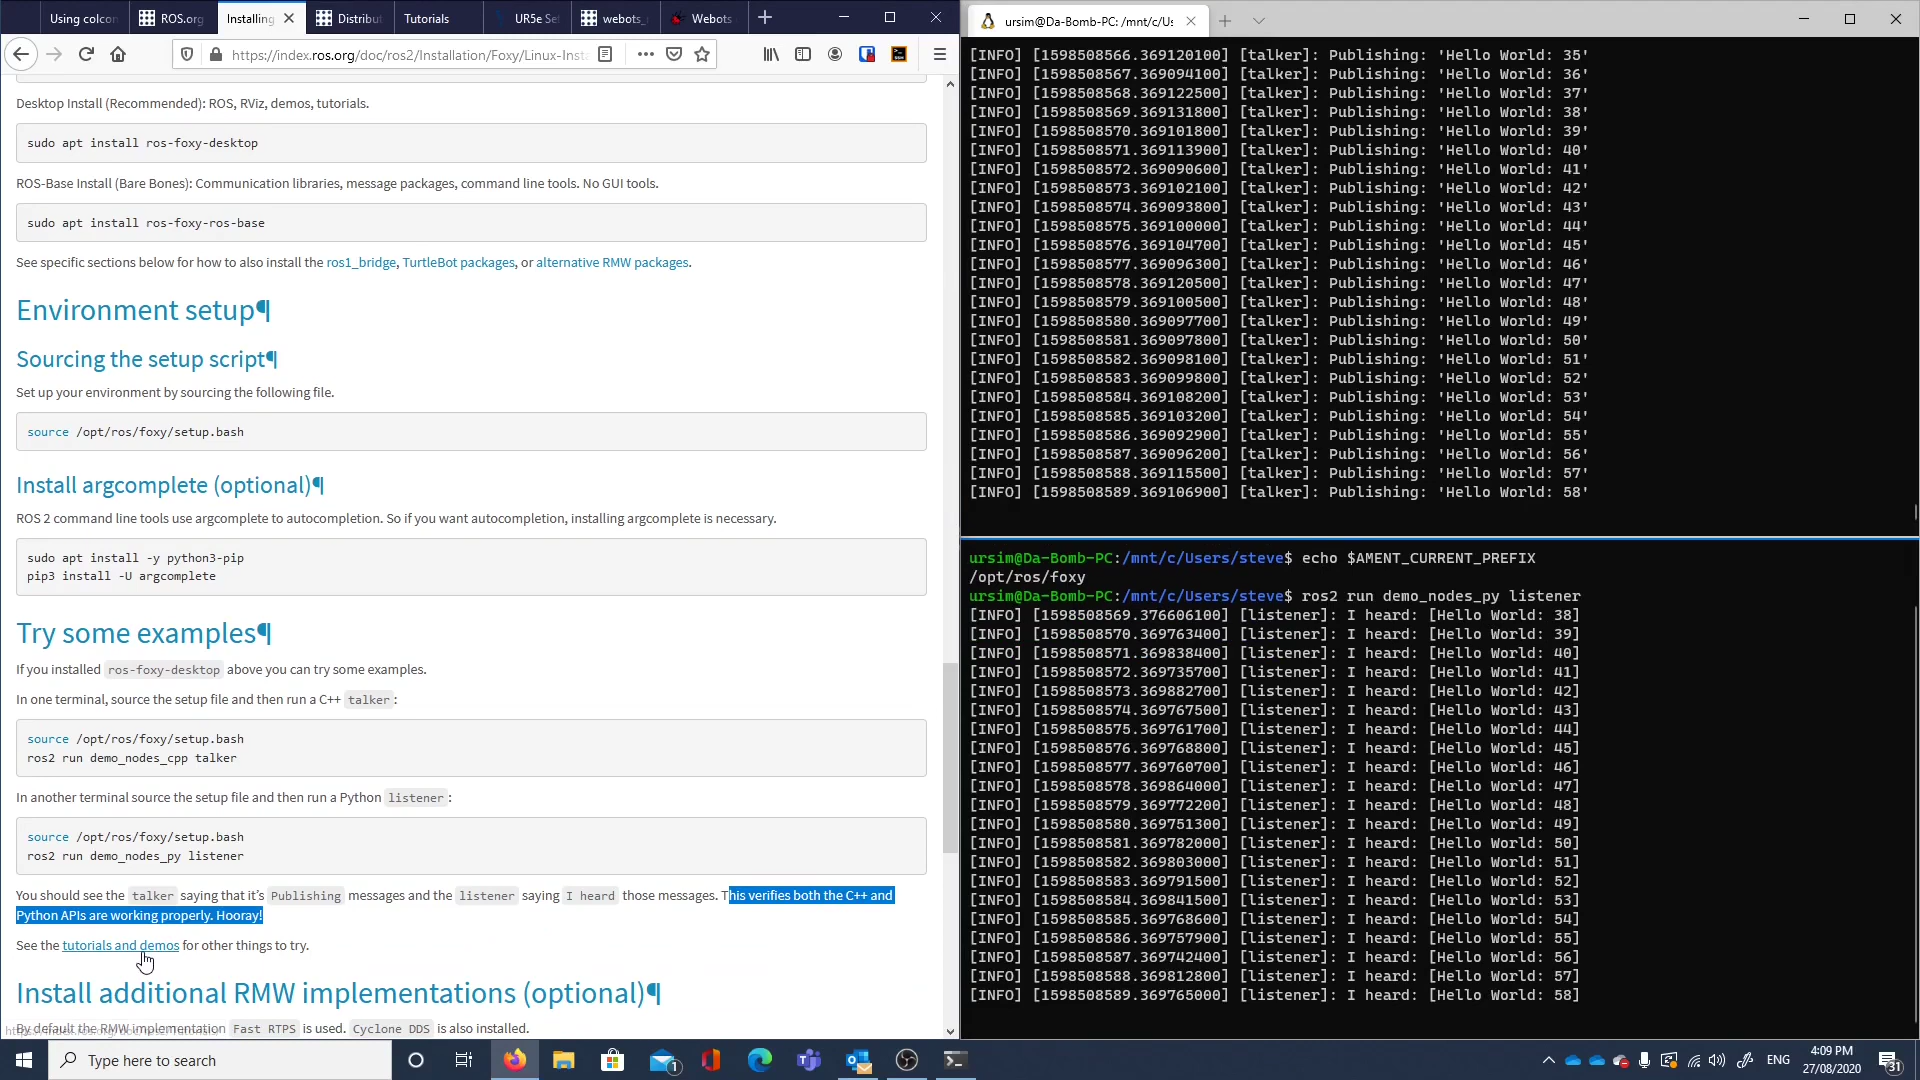 Using colcon
ROS.org
Installing
Distribut
Tutorials
UR5e Se
webots_
Webots
https://index.ros.org/doc/ros2/Installation/Foxy/Linux-Inst
Desktop Install (Recommended): ROS, RViz, demos, tutorials.
sudo apt install ros-foxy-desktop
ROS-Base Install (Bare Bones): Communication libraries, message packages, command line tools. No GUI tools.
sudo apt install ros-foxy-ros-base
See specific sections below for how to also install the ros1_bridge, TurtleBot packages, or alternative RMW packages.
Environment setup¶
Sourcing the setup script¶
Set up your environment by sourcing the following file.
source /opt/ros/foxy/setup.bash
Install argcomplete (optional)¶
ROS 2 command line tools use argcomplete to autocompletion. So if you want autocompletion, installing argcomplete is necessary.
sudo apt install -y python3-pip
pip3 install -U argcomplete
Try some examples¶
If you installed ros-foxy-desktop above you can try some examples.
In one terminal, source the setup file and then run a C++ talker:
source /opt/ros/foxy/setup.bash
ros2 run demo_nodes_cpp talker
In another terminal source the setup file and then run a Python listener:
source /opt/ros/foxy/setup.bash
ros2 run demo_nodes_py listener
You should see the talker saying that it's Publishing messages and the listener saying I heard those messages. This verifies both the C++ and
Python APIs are working properly. Hooray!
See the tutorials and demos for other things to try.
Install additional RMW implementations (optional)¶
By default the RMW implementation Fast RTPS is used. Cyclone DDS is also installed.
ursim@Da-Bomb-PC: /mnt/c/Us
[INFO] [1598508566.369120100] [talker]: Publishing: 'Hello World: 35'
[INFO] [1598508567.369094100] [talker]: Publishing: 'Hello World: 36'
[INFO] [1598508568.369122500] [talker]: Publishing: 'Hello World: 37'
[INFO] [1598508569.369131800] [talker]: Publishing: 'Hello World: 38'
[INFO] [1598508570.369101800] [talker]: Publishing: 'Hello World: 39'
[INFO] [1598508571.369113900] [talker]: Publishing: 'Hello World: 40'
[INFO] [1598508572.369090600] [talker]: Publishing: 'Hello World: 41'
[INFO] [1598508573.369102100] [talker]: Publishing: 'Hello World: 42'
[INFO] [1598508574.369093800] [talker]: Publishing: 'Hello World: 43'
[INFO] [1598508575.369100000] [talker]: Publishing: 'Hello World: 44'
[INFO] [1598508576.369104700] [talker]: Publishing: 'Hello World: 45'
[INFO] [1598508577.369096300] [talker]: Publishing: 'Hello World: 46'
[INFO] [1598508578.369120500] [talker]: Publishing: 'Hello World: 47'
[INFO] [1598508579.369100500] [talker]: Publishing: 'Hello World: 48'
[INFO] [1598508580.369097700] [talker]: Publishing: 'Hello World: 49'
[INFO] [1598508581.369097800] [talker]: Publishing: 'Hello World: 50'
[INFO] [1598508582.369098100] [talker]: Publishing: 'Hello World: 51'
[INFO] [1598508583.369099800] [talker]: Publishing: 'Hello World: 52'
[INFO] [1598508584.369108200] [talker]: Publishing: 'Hello World: 53'
[INFO] [1598508585.369103200] [talker]: Publishing: 'Hello World: 54'
[INFO] [1598508586.369092900] [talker]: Publishing: 'Hello World: 55'
[INFO] [1598508587.369096200] [talker]: Publishing: 'Hello World: 56'
[INFO] [1598508588.369115500] [talker]: Publishing: 'Hello World: 57'
[INFO] [1598508589.369106900] [talker]: Publishing: 'Hello World: 58'
ursim@Da-Bomb-PC:/mnt/c/Users/steve$ echo $AMENT_CURRENT_PREFIX
/opt/ros/foxy
ursim@Da-Bomb-PC:/mnt/c/Users/steve$ ros2 run demo_nodes_py listener
[INFO] [1598508569.376606100] [listener]: I heard: [Hello World: 38]
[INFO] [1598508570.369763400] [listener]: I heard: [Hello World: 39]
[INFO] [1598508571.369838400] [listener]: I heard: [Hello World: 40]
[INFO] [1598508572.369735700] [listener]: I heard: [Hello World: 41]
[INFO] [1598508573.369882700] [listener]: I heard: [Hello World: 42]
[INFO] [1598508574.369767500] [listener]: I heard: [Hello World: 43]
[INFO] [1598508575.369761700] [listener]: I heard: [Hello World: 44]
[INFO] [1598508576.369768800] [listener]: I heard: [Hello World: 45]
[INFO] [1598508577.369760700] [listener]: I heard: [Hello World: 46]
[INFO] [1598508578.369864000] [listener]: I heard: [Hello World: 47]
[INFO] [1598508579.369772200] [listener]: I heard: [Hello World: 48]
[INFO] [1598508580.369751300] [listener]: I heard: [Hello World: 49]
[INFO] [1598508581.369782000] [listener]: I heard: [Hello World: 50]
[INFO] [1598508582.369803000] [listener]: I heard: [Hello World: 51]
[INFO] [1598508583.369791500] [listener]: I heard: [Hello World: 52]
[INFO] [1598508584.369841500] [listener]: I heard: [Hello World: 53]
[INFO] [1598508585.369768600] [listener]: I heard: [Hello World: 54]
[INFO] [1598508586.369757900] [listener]: I heard: [Hello World: 55]
[INFO] [1598508587.369742400] [listener]: I heard: [Hello World: 56]
[INFO] [1598508588.369812800] [listener]: I heard: [Hello World: 57]
[INFO] [1598508589.369765000] [listener]: I heard: [Hello World: 58]
Type here to search
1
ENG
4:09 PM
27/08/2020
31